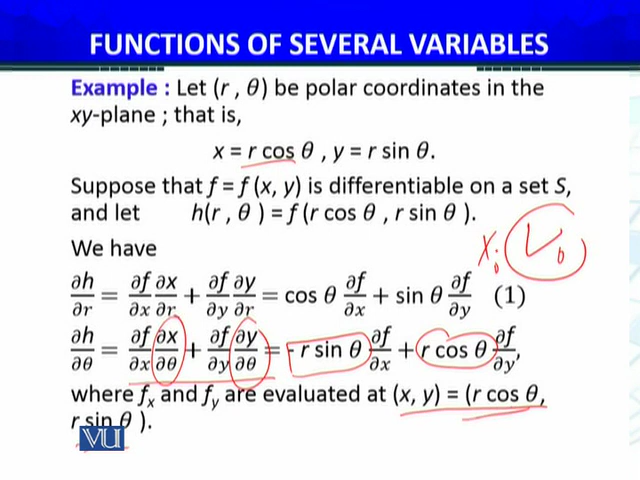 FUNCTIONS OF SEVERAL VARIABLES
Example : Let (r , θ) be polar coordinates in the
xy-plane ; that is,
x = r cos θ , y = r sin θ.
Suppose that f = f (x, y) is differentiable on a set S,
and let h(r , θ ) = f (r cos θ , r sin θ ).
We have
∂h/∂r = ∂f/∂x ∂x/∂r + ∂f/∂y ∂y/∂r = cos θ ∂f/∂x + sin θ ∂f/∂y (1)
∂h/∂θ = ∂f/∂x ∂x/∂θ + ∂f/∂y ∂y/∂θ = - r sin θ ∂f/∂x + r cos θ ∂f/∂y,
where fx and fy are evaluated at (x, y) = (r cos θ,
r sin θ ).
VU